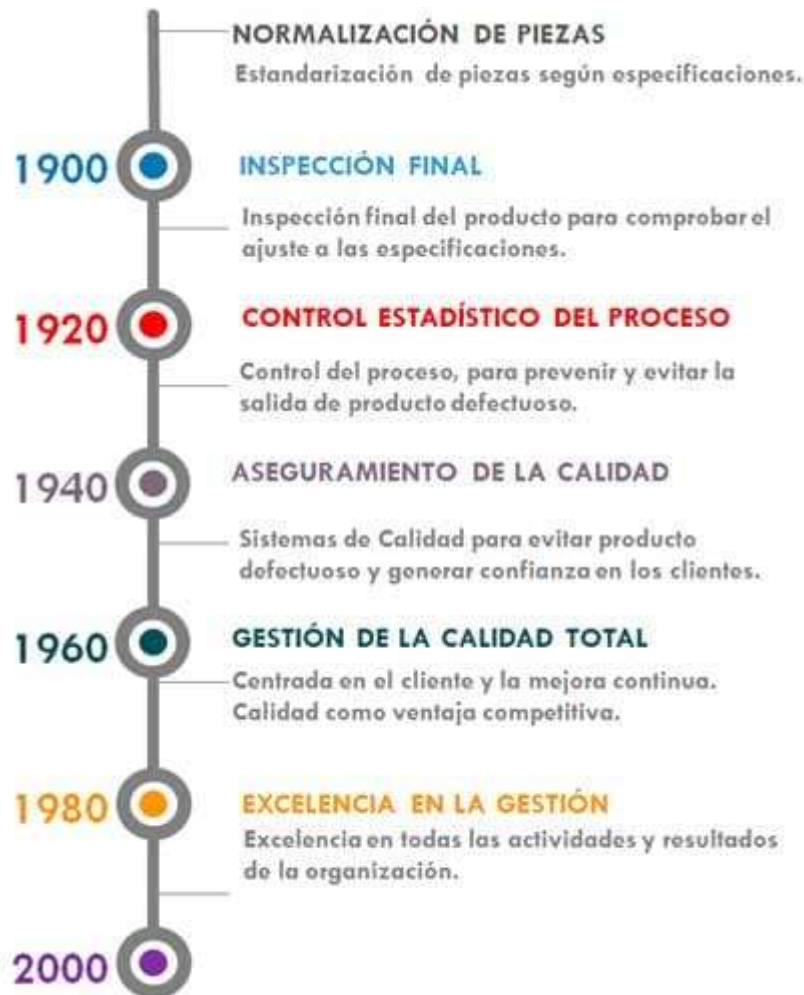 NORMALIZACIÓN DE PIEZAS
Estandarización de piezas según especificaciones.
1900
INSPECCIÓN FINAL
Inspección final del producto para comprobar el
ajuste a las especificaciones.
1920
CONTROL ESTADÍSTICO DEL PROCESO
Control del proceso, para prevenir y evitar la
salida de producto defectuoso.
1940
ASEGURAMIENTO DE LA CALIDAD
Sistemas de Calidad para evitar producto
defectuoso y generar confianza en los clientes.
1960
GESTIÓN DE LA CALIDAD TOTAL
Centrada en el cliente y la mejora continua.
Calidad como ventaja competitiva.
1980
EXCELENCIA EN LA GESTIÓN
Excelencia en todas las actividades y resultados
de la organización.
2000